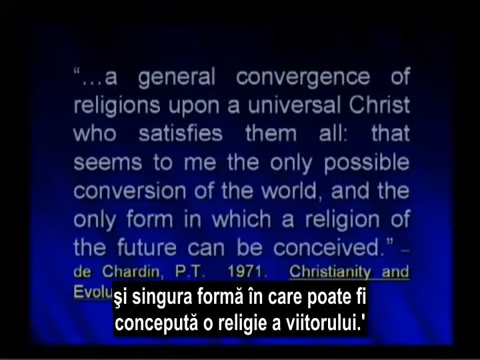 “…a general convergence of
religions upon a universal Christ
who satisfies them all: that
seems to me the only possible
conversion of the world, and the
only form in which a religion of
the future can be conceived.” –
de Chardin, P.T. 1971. Christianity and
şi singura formă în care poate fi
concepută o religie a viitorului.'